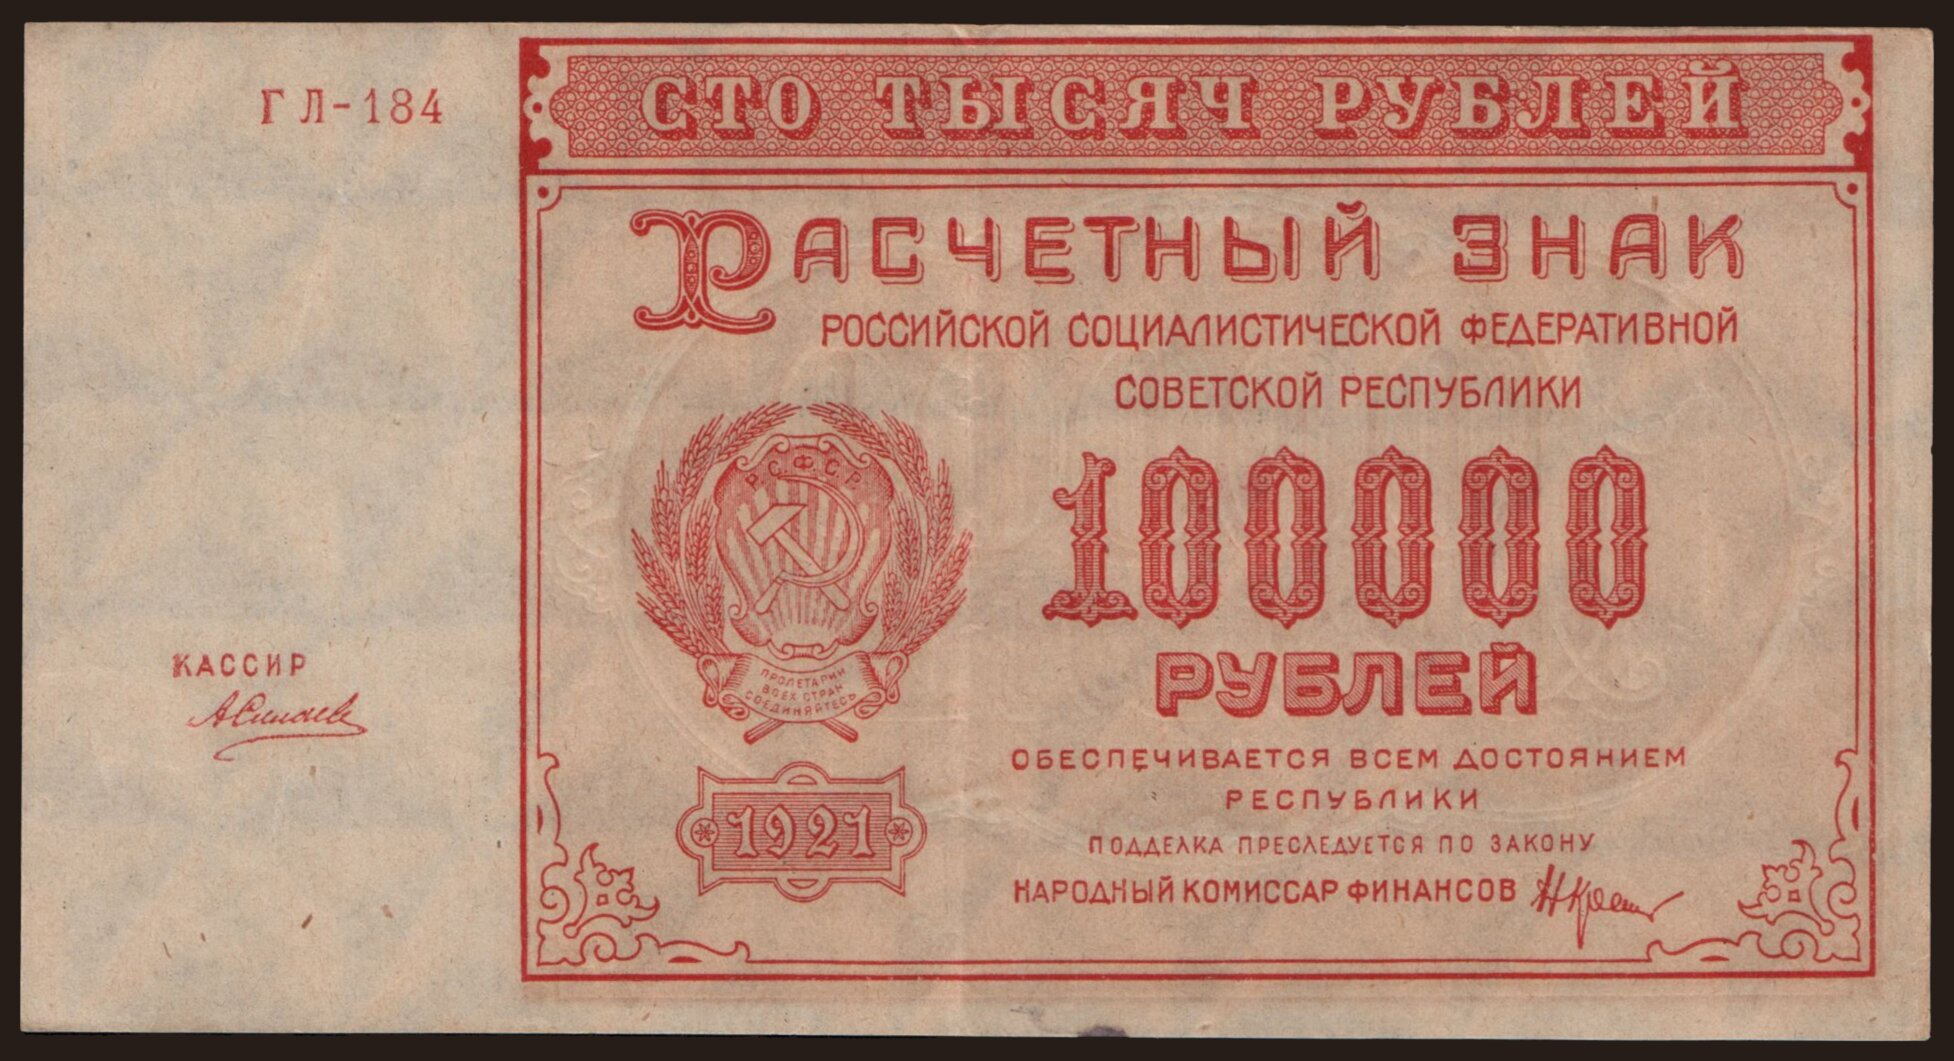 ГЛ-184
СТО ТЫСЯЧ РУБЛЕЙ
РАСЧЕТНЫЙ ЗНАК
РОССИЙСКОЙ СОЦИАЛИСТИЧЕСКОЙ ФЕДЕРАТИВНОЙ
СОВЕТСКОЙ РЕСПУБЛИКИ
РСФСР
100000
РУБЛЕЙ
КАССИР
ПРОЛЕТАРИИ
ВСЕХ СТРАН
СОЕДИНЯЙТЕСЬ
1921
ОБЕСПЕЧИВАЕТСЯ ВСЕМ ДОСТОЯНИЕМ
РЕСПУБЛИКИ
ПОДДЕЛКА ПРЕСЛЕДУЕТСЯ ПО ЗАКОНУ
НАРОДНЫЙ КОМИССАР ФИНАНСОВ